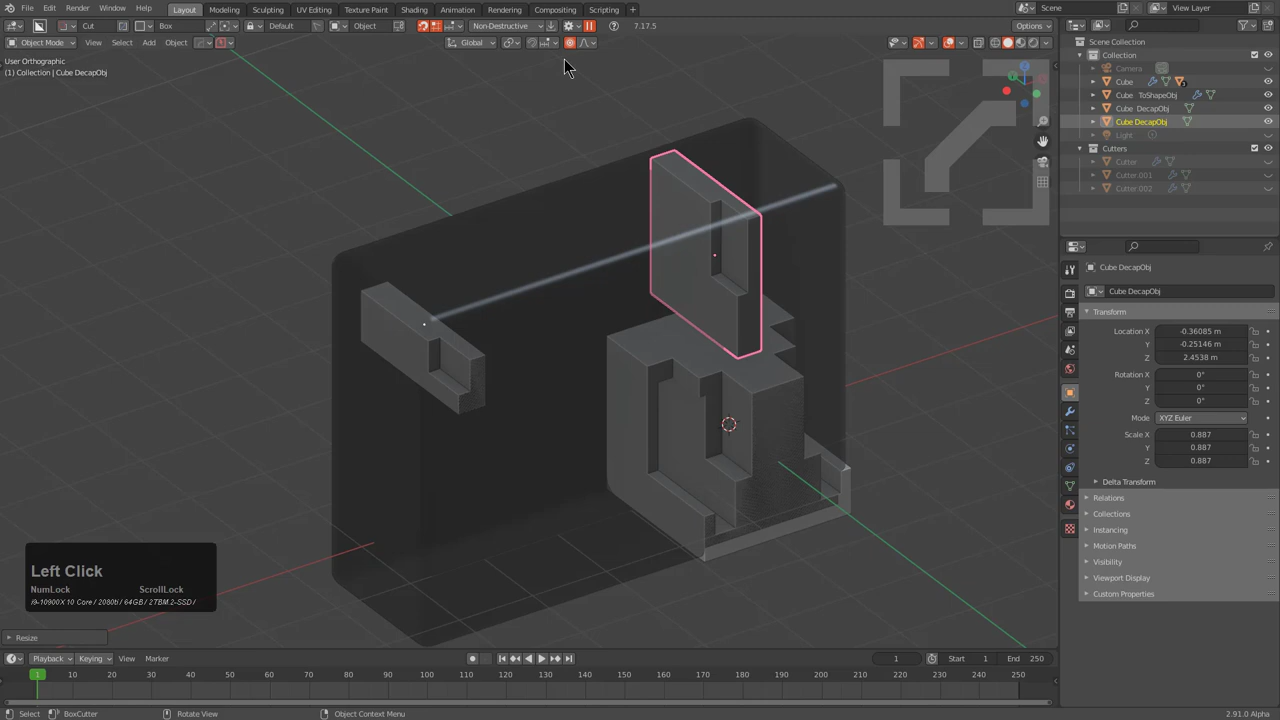 File Edit Render Window Help
Layout Modeling Sculpting UV Editing Texture Paint Shading Animation Rendering Compositing Scripting +
Scene View Layer
Cut Box Default Object Non-Destructive 7.17.5 Options
Object Mode View Select Add Object Global
User Orthographic
(1) Collection | Cube DecapObj
Scene Collection
Collection
Camera
Cube
Cube ToShapeObj
Cube DecapObj
Cube DecapObj
Light
Cutters
Cutter
Cutter.001
Cutter.002
Cube DecapObj
Cube DecapObj
Transform
Location X -0.36085 m
Y -0.25146 m
Z 2.4538 m
Rotation X 0°
Y 0°
Z 0°
Mode XYZ Euler
Scale X 0.887
Y 0.887
Z 0.887
Delta Transform
Relations
Collections
Instancing
Motion Paths
Visibility
Viewport Display
Custom Properties
Left Click
NumLock ScrollLock
i9-10900X 10 Core / 2080ti / 64GB / 2TBM.2-SSD /
Resize
Playback Keying View Marker 1 Start 1 End 250
1 10 20 30 40 50 60 70 80 90 100 110 120 130 140 150 160 170 180 190 200 210 220 230 240 250
Select BoxCutter Rotate View Object Context Menu 2.91.0 Alpha